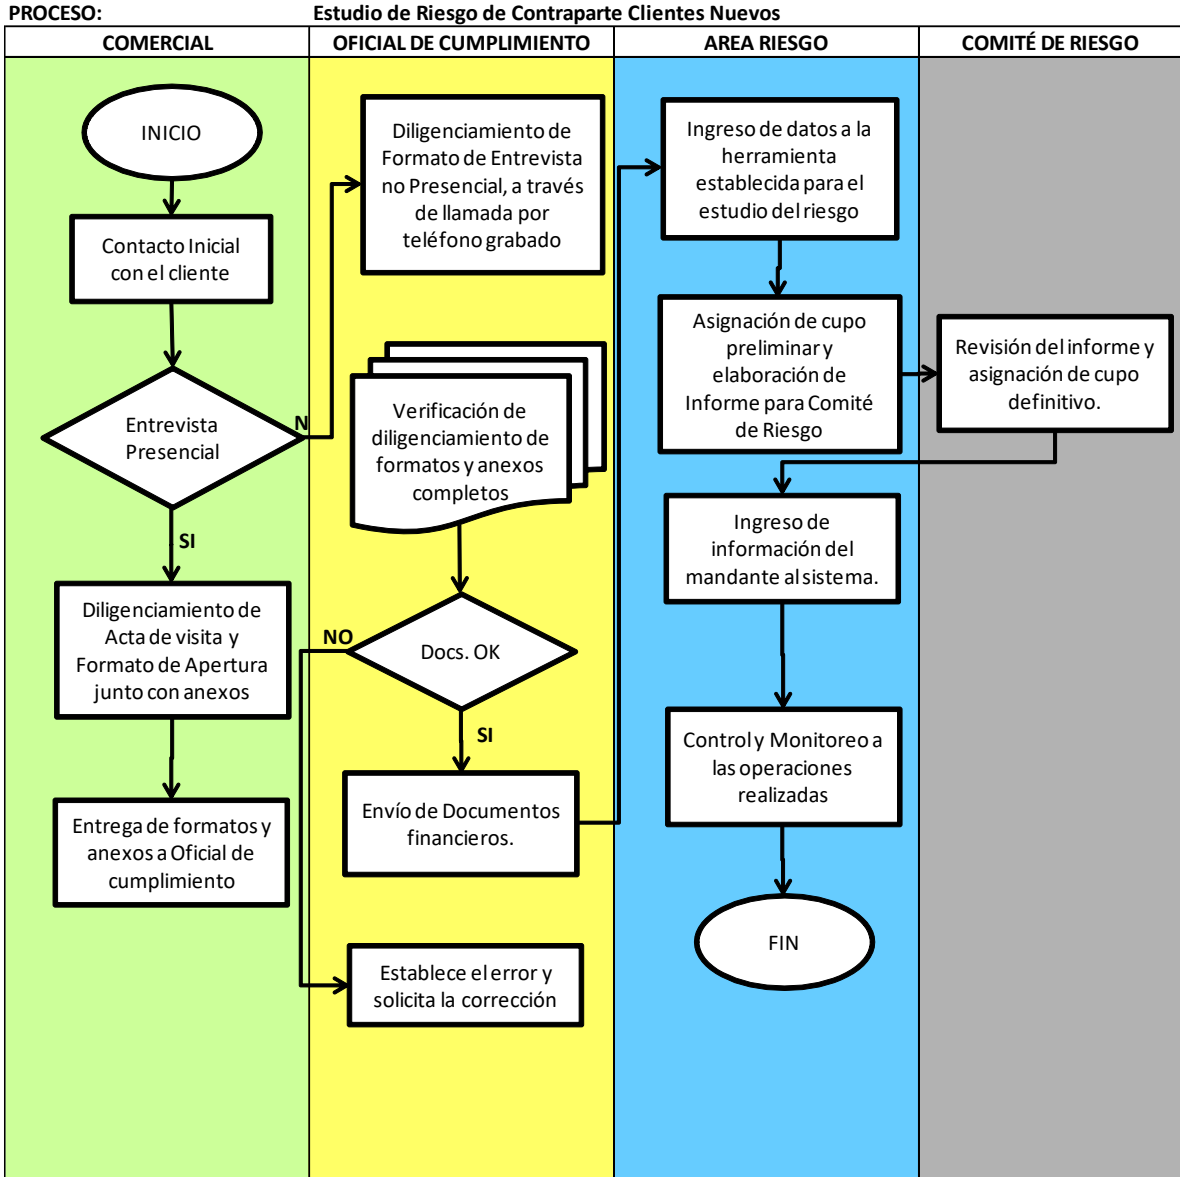 PROCESO: Estudio de Riesgo de Contraparte Clientes Nuevos
COMERCIAL
OFICIAL DE CUMPLIMIENTO
AREA RIESGO
COMITÉ DE RIESGO
INICIO
Contacto Inicial
con el cliente
Entrevista
Presencial
N
SI
Diligenciamiento de
Acta de visita y
Formato de Apertura
junto con anexos
Entrega de formatos y
anexos a Oficial de
cumplimiento
Diligenciamiento de
Formato de Entrevista
no Presencial, a través
de llamada por
teléfono grabado
Verificación de
diligenciamiento de
formatos y anexos
completos
Docs. OK
NO
SI
Envío de Documentos
financieros.
Establece el error y
solicita la corrección
Ingreso de datos a la
herramienta
establecida para el
estudio del riesgo
Asignación de cupo
preliminar y
elaboración de
Informe para Comité
de Riesgo
Revisión del informe y
asignación de cupo
definitivo.
Ingreso de
información del
mandante al sistema.
Control y Monitoreo a
las operaciones
realizadas
FIN